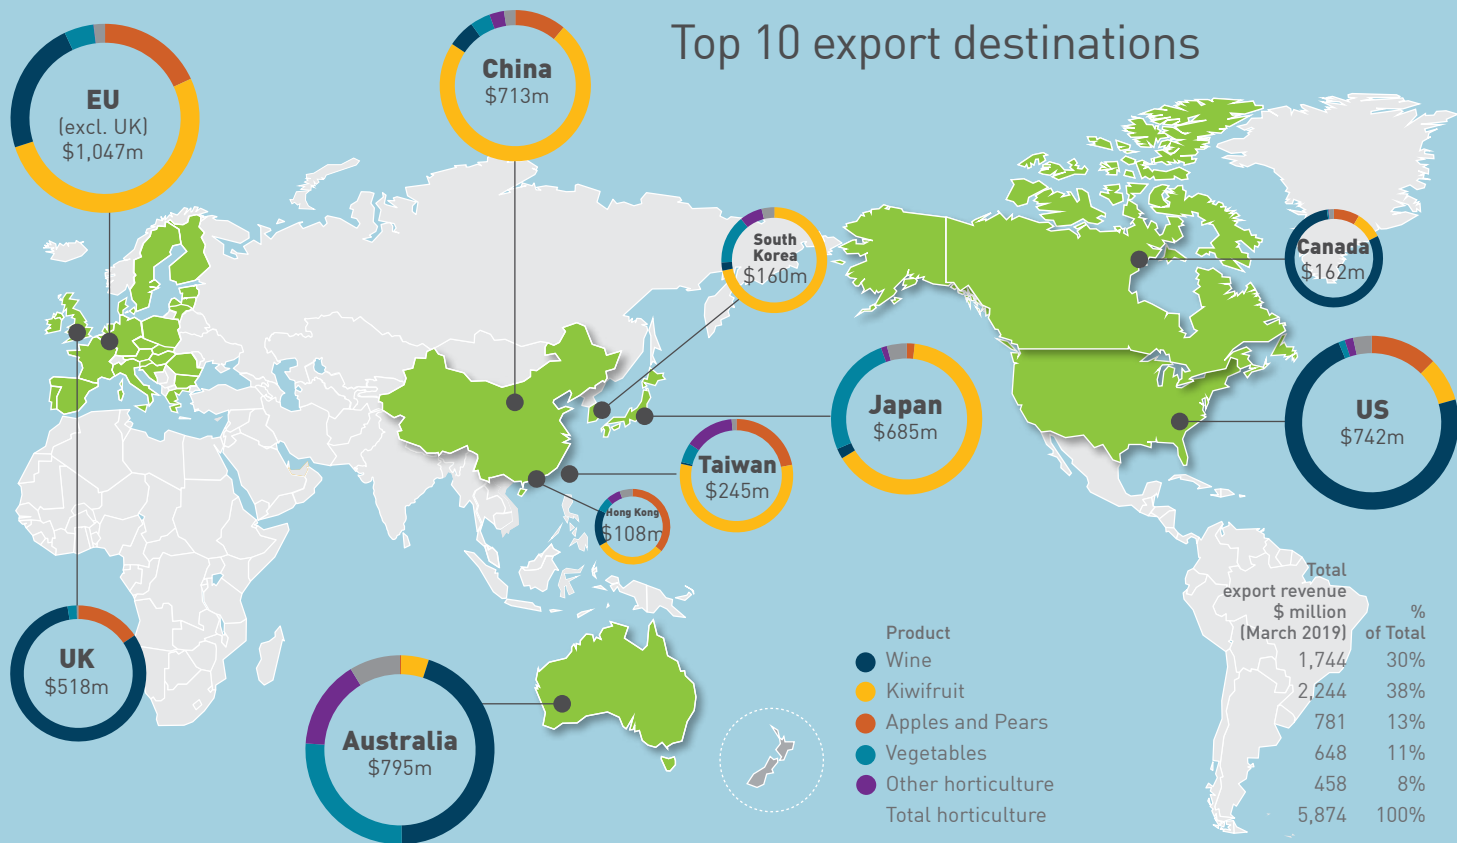 Top 10 export destinations
EU
(excl. UK)
$1,047m
China
$713m
South
Korea
$160m
Canada
$162m
Japan
$685m
US
$742m
Taiwan
$245m
Hong Kong
$108m
UK
$518m
Australia
$795m
Total
export revenue
$ million %
Product (March 2019) of Total
Wine 1,744 30%
Kiwifruit 2,244 38%
Apples and Pears 781 13%
Vegetables 648 11%
Other horticulture 458 8%
Total horticulture 5,874 100%